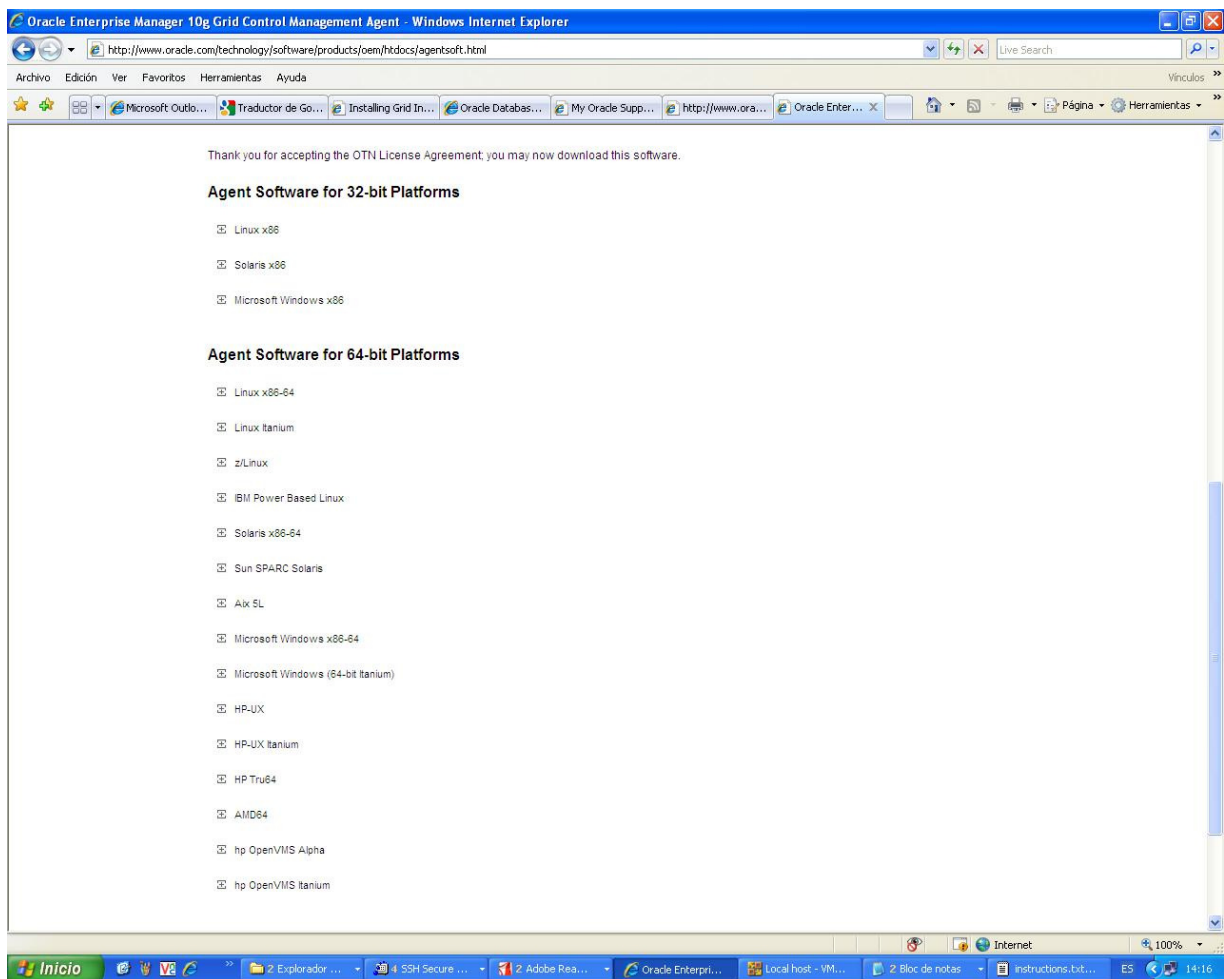 Oracle Enterprise Manager 10g Grid Control Management Agent - Windows Internet Explorer
http://www.oracle.com/technology/software/products/oem/htdocs/agentsoft.html
Live Search
Archivo Edición Ver Favoritos Herramientas Ayuda
Vínculos »
Microsoft Outlo... Traductor de Go... Installing Grid In... Oracle Databas... My Oracle Supp... http://www.ora... Oracle Enter... X Página Herramientas »
Thank you for accepting the OTN License Agreement; you may now download this software.
Agent Software for 32-bit Platforms
Linux x86
Solaris x86
Microsoft Windows x86
Agent Software for 64-bit Platforms
Linux x86-64
Linux Itanium
z/Linux
IBM Power Based Linux
Solaris x86-64
Sun SPARC Solaris
Aix 5L
Microsoft Windows x86-64
Microsoft Windows (64-bit Itanium)
HP-UX
HP-UX Itanium
HP Tru64
AMD64
hp OpenVMS Alpha
hp OpenVMS Itanium
Internet 100%
Inicio » 2 Explorador ... 4 SSH Secure ... 2 Adobe Rea... Oracle Enterpri... Local host - VM... 2 Bloc de notas instructions.txt... ES 14:16